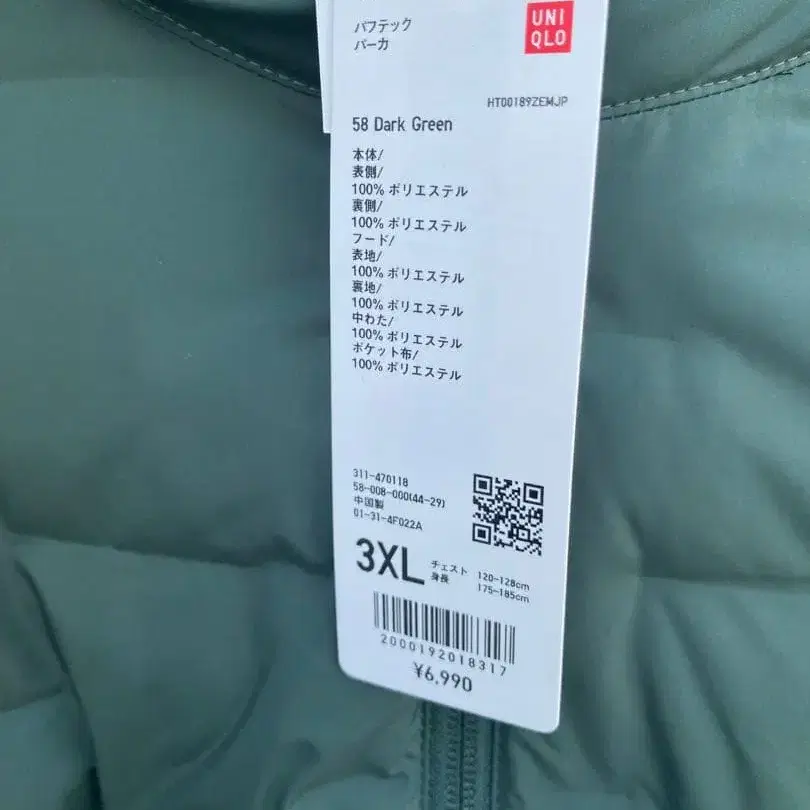 パフテック
パーカ
UNI
QLO
HT00189ZEMJP
58 Dark Green
本体/
表側/
100% ポリエステル
裏側/
100% ポリエステル
フード/
表地/
100% ポリエステル
裏地/
100% ポリエステル
中わた/
100% ポリエステル
ポケット布/
100% ポリエステル
311-470118
58-008-000(44-29)
中国製
01-31-4F022A
3XL
チェスト 120-128cm
身長 175-185cm
2000192018317
¥6,990